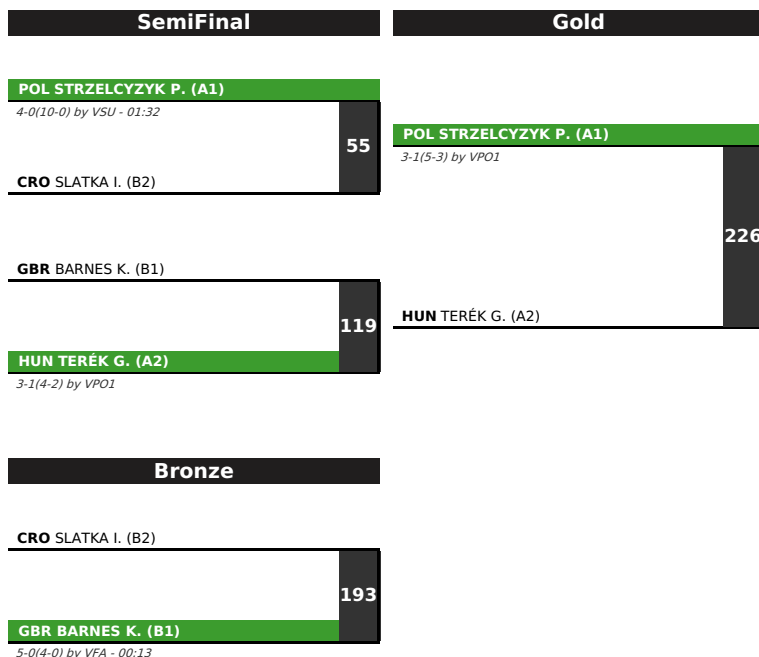 SemiFinal
Gold
POL STRZELCYZYK P. (A1)
4-0(10-0) by VSU - 01:32
55
CRO SLATKA I. (B2)
POL STRZELCYZYK P. (A1)
3-1(5-3) by VPO1
226
HUN TERÉK G. (A2)
GBR BARNES K. (B1)
119
HUN TERÉK G. (A2)
3-1(4-2) by VPO1
Bronze
CRO SLATKA I. (B2)
193
GBR BARNES K. (B1)
5-0(4-0) by VFA - 00:13